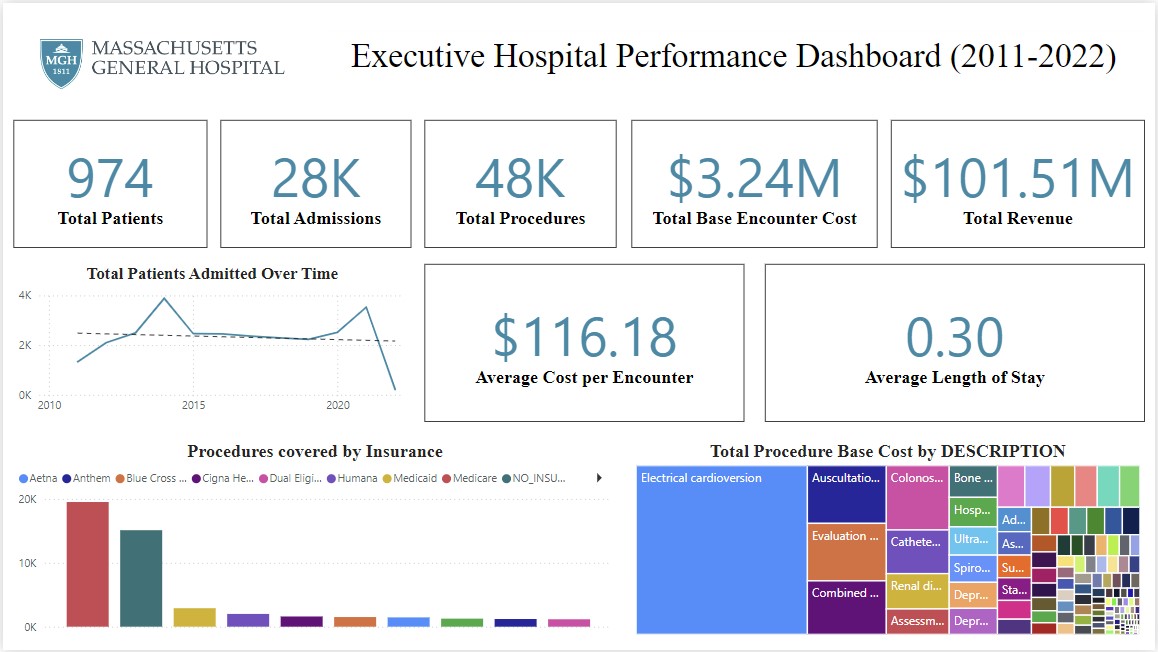 MASSACHUSETTS
GENERAL HOSPITAL
MGH
1811
Executive Hospital Performance Dashboard (2011-2022)
974
Total Patients
28K
Total Admissions
48K
Total Procedures
$3.24M
Total Base Encounter Cost
$101.51M
Total Revenue
Total Patients Admitted Over Time
4K
2K
0K
2010
2015
2020
$116.18
Average Cost per Encounter
0.30
Average Length of Stay
Procedures covered by Insurance
Aetna
Anthem
Blue Cross ...
Cigna He...
Dual Eligi...
Humana
Medicaid
Medicare
NO_INSU...
20K
10K
0K
Total Procedure Base Cost by DESCRIPTION
Electrical cardioversion
Auscultatio...
Evaluation ...
Combined ...
Colonos...
Cathete...
Renal di...
Assessm...
Bone ...
Hosp...
Ultra...
Spiro...
Depr...
Depr...
Ad...
As...
Su...
Sta...